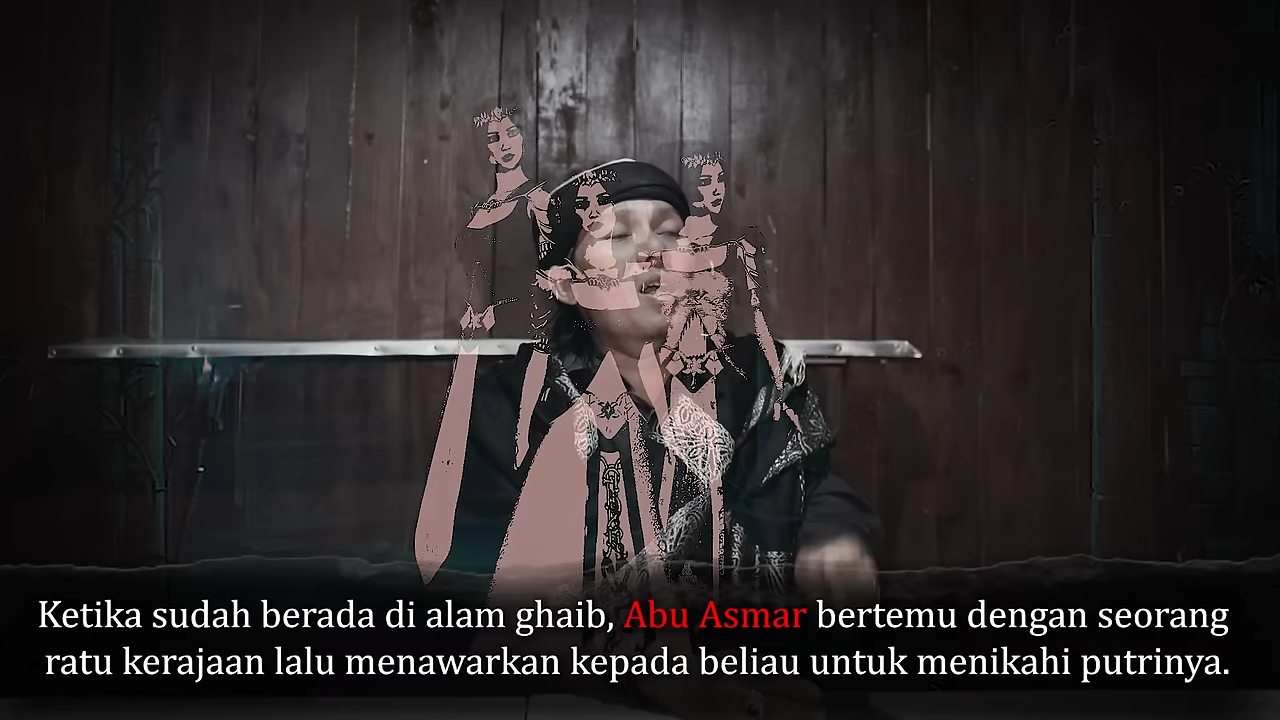 Ketika sudah berada di alam ghaib, Abu Asmar bertemu dengan seorang
ratu kerajaan lalu menawarkan kepada beliau untuk menikahi putrinya.